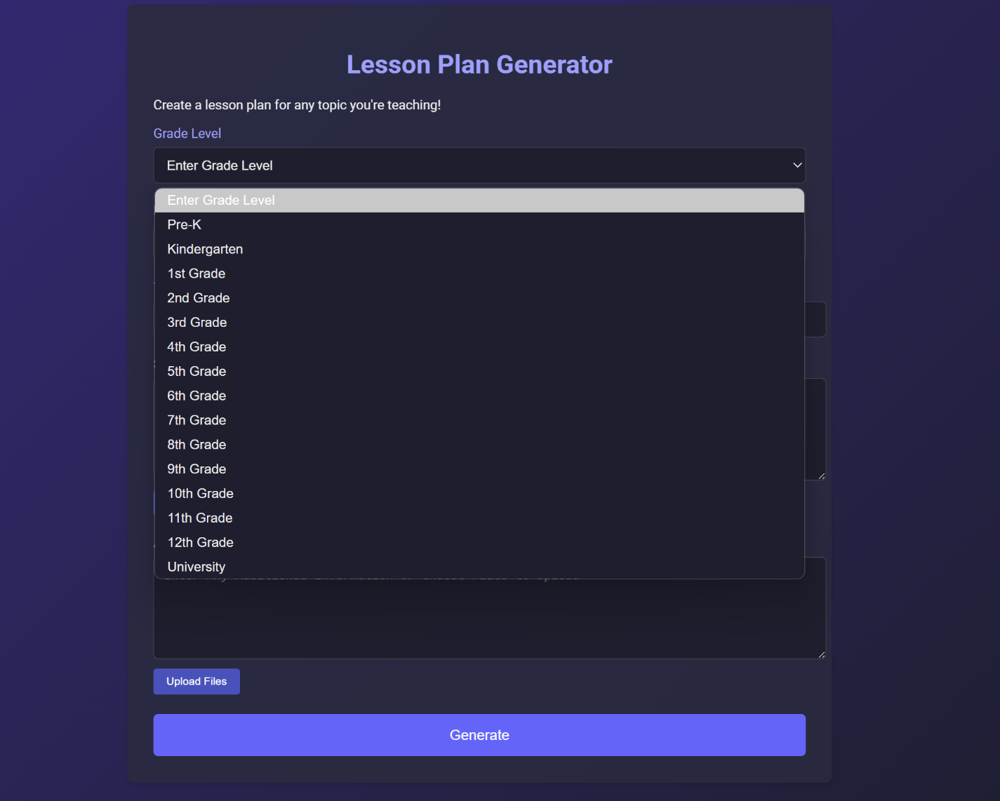 Lesson Plan Generator
Create a lesson plan for any topic you're teaching!
Grade Level
Enter Grade Level
Enter Grade Level
Pre-K
Kindergarten
1st Grade
2nd Grade
3rd Grade
4th Grade
5th Grade
6th Grade
7th Grade
8th Grade
9th Grade
10th Grade
11th Grade
12th Grade
University
Upload Files
Generate